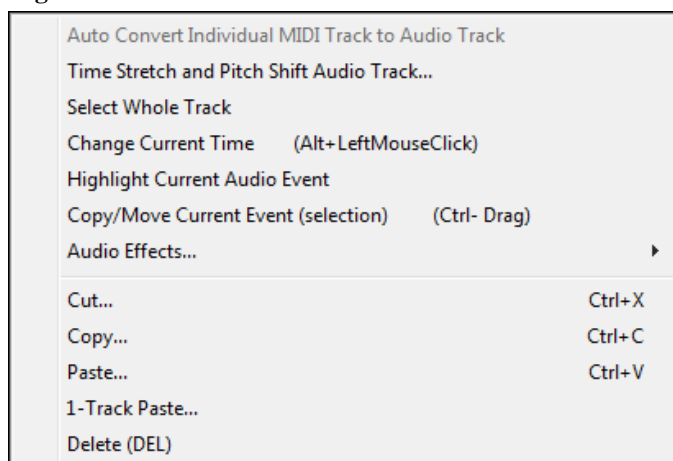 Auto Convert Individual MIDI Track to Audio Track
Time Stretch and Pitch Shift Audio Track...
Select Whole Track
Change Current Time (Alt+LeftMouseClick)
Highlight Current Audio Event
Copy/Move Current Event (selection) (Ctrl- Drag)
Audio Effects...
Cut... Ctrl+X
Copy... Ctrl+C
Paste... Ctrl+V
1-Track Paste...
Delete (DEL)